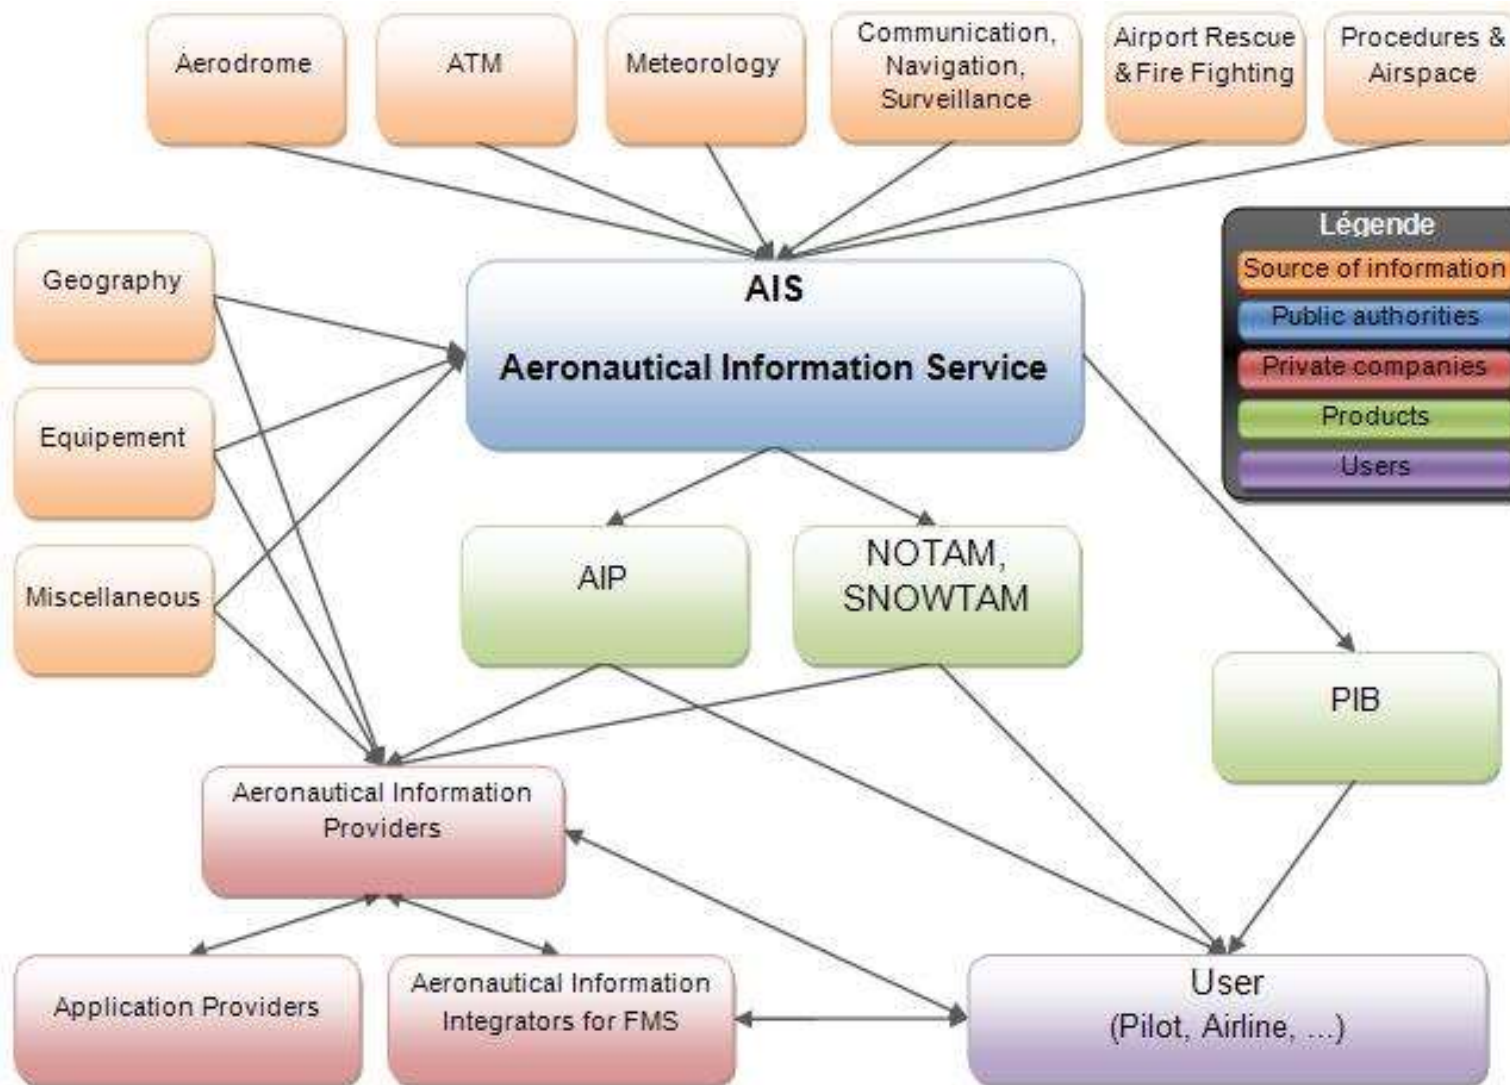 Aerodrome
ATM
Meteorology
Communication,
Navigation,
Surveillance
Airport Rescue
& Fire Fighting
Procedures &
Airspace
Légende
Source of information
Public authorities
Private companies
Products
Users
Geography
Equipement
Miscellaneous
AIS
Aeronautical Information Service
AIP
NOTAM,
SNOWTAM
PIB
Aeronautical Information
Providers
Application Providers
Aeronautical Information
Integrators for FMS
User
(Pilot, Airline, ...)